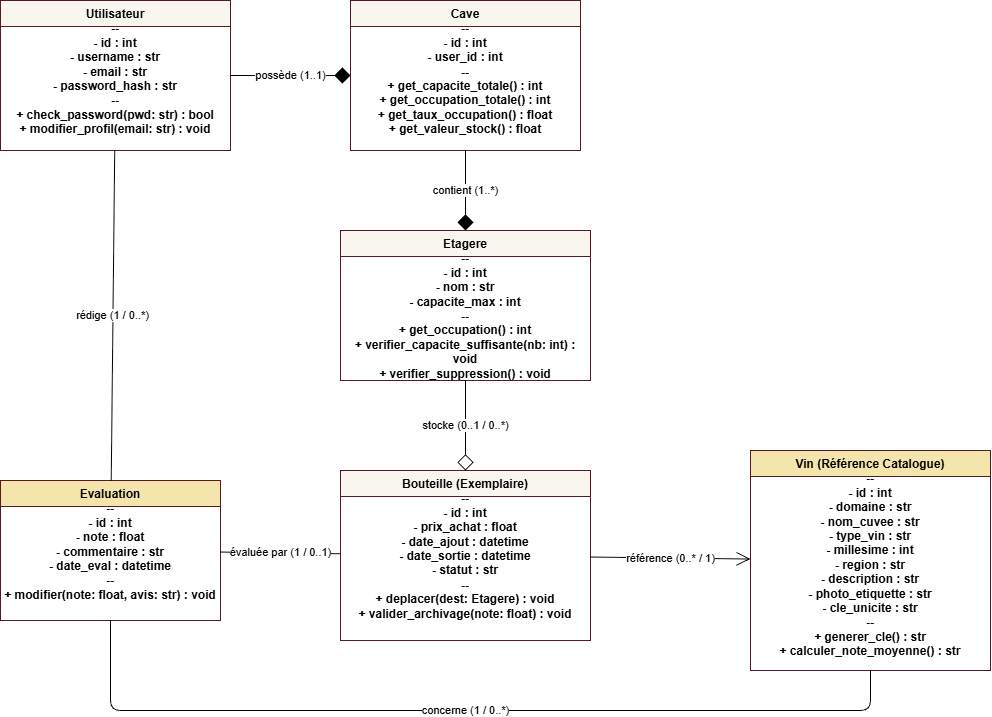 Utilisateur
--
- id : int
- username : str
- email : str
- password_hash : str
--
+ check_password(pwd: str) : bool
+ modifier_profil(email: str) : void
possède (1..1)
Cave
--
- id : int
- user_id : int
--
+ get_capacite_totale() : int
+ get_occupation_totale() : int
+ get_taux_occupation() : float
+ get_valeur_stock() : float
contient (1..*)
Etagere
--
- id : int
- nom : str
- capacite_max : int
--
+ get_occupation() : int
+ verifier_capacite_suffisante(nb: int) :
void
+ verifier_suppression() : void
rédige (1 / 0..*)
stocke (0..1 / 0..*)
Evaluation
--
- id : int
- note : float
- commentaire : str
- date_eval : datetime
--
+ modifier(note: float, avis: str) : void
évaluée par (1 / 0..1)
Bouteille (Exemplaire)
--
- id : int
- prix_achat : float
- date_ajout : datetime
- date_sortie : datetime
- statut : str
--
+ deplacer(dest: Etagere) : void
+ valider_archivage(note: float) : void
référence (0..* / 1)
Vin (Référence Catalogue)
--
- id : int
- domaine : str
- nom_cuvee : str
- type_vin : str
- millesime : int
- region : str
- description : str
- photo_etiquette : str
- cle_unicite : str
--
+ generer_cle() : str
+ calculer_note_moyenne() : str
concerne (1 / 0..*)